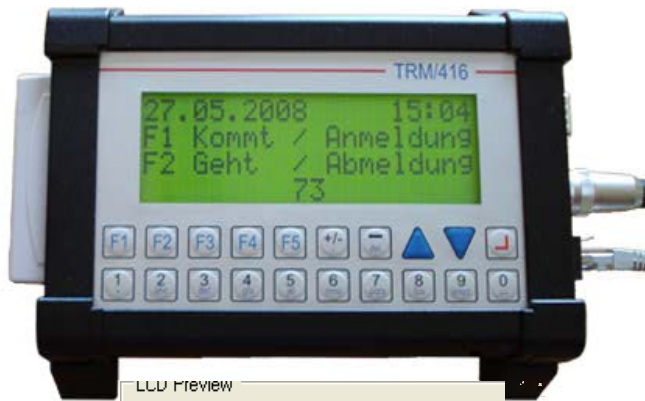 TRM/416
27.05.2008 15:04
F1 Kommt / Anmeldung
F2 Geht / Abmeldung
73
F1 F2 F3 F4 F5 +/-
1 2 3 4 5 6 7 8 9 0
LCD Preview